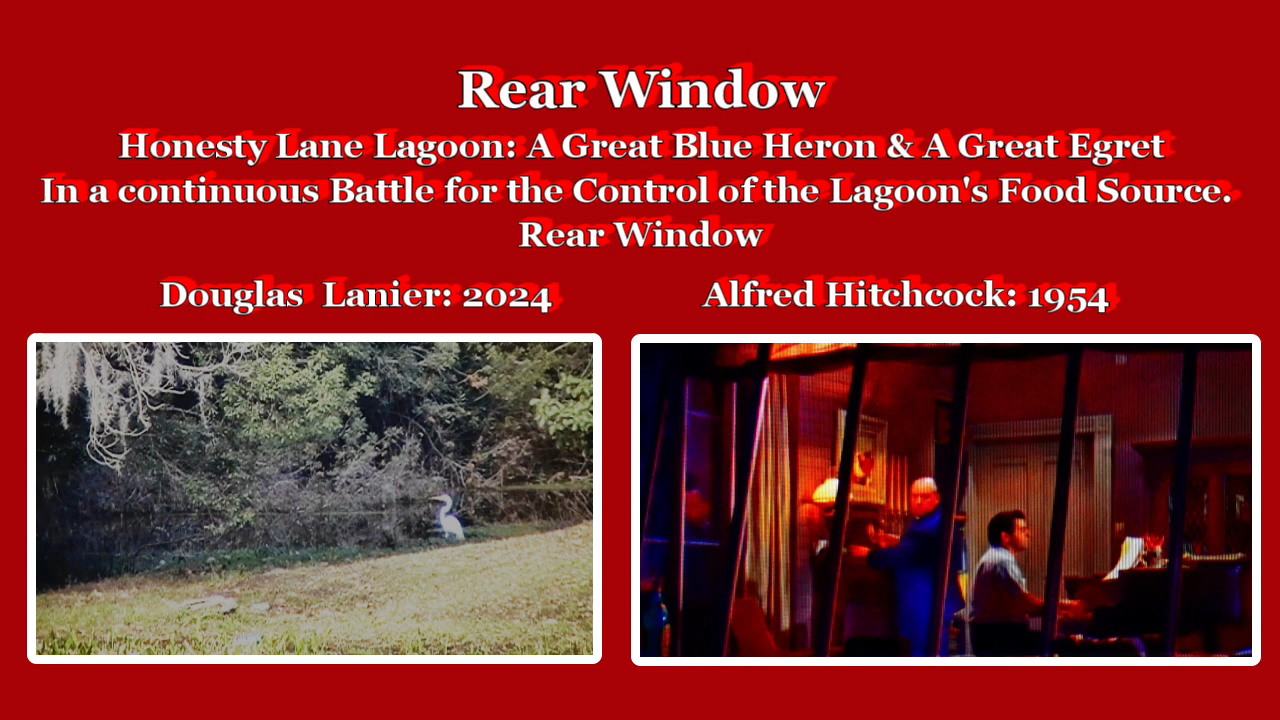 Rear Window
Honesty Lane Lagoon: A Great Blue Heron & A Great Egret
In a continuous Battle for the Control of the Lagoon's Food Source.
Rear Window
Douglas Lanier: 2024
Alfred Hitchcock: 1954